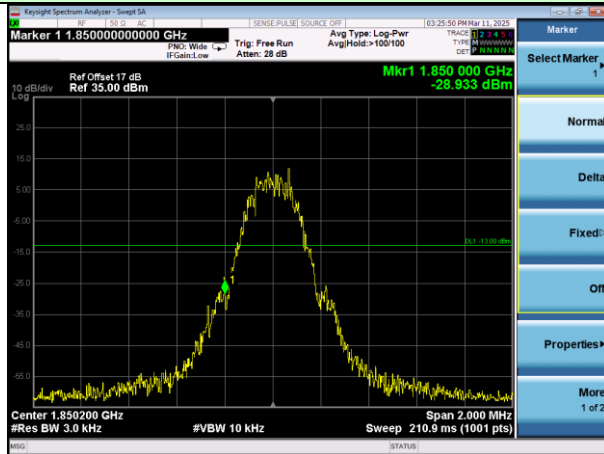 Keysight Spectrum Analyzer - Swept SA
RF 50 Ω AC SENSE:PULSE SOURCE OFF 03:25:50 PM Mar 11, 2025
Marker 1 1.850000000000 GHz
PNO: Wide
IFGain:Low
Trig: Free Run
Atten: 28 dB
Avg Type: Log-Pwr
Avg|Hold:>100/100
TRACE 1 2 3 4 5 6
TYPE M W W W W W
DET P N N N N N
Marker
Select Marker
1
Normal
Delta
Fixed
Off
Properties
More
1 of 2
Mkr1 1.850 000 GHz
-28.933 dBm
Ref Offset 17 dB
10 dB/div Ref 35.00 dBm
Log
25.0
15.0
5.00
-5.00
-15.0
-25.0
-35.0
-45.0
-55.0
DL1 -13.00 dBm
1
Center 1.850200 GHz Span 2.000 MHz
#Res BW 3.0 kHz #VBW 10 kHz Sweep 210.9 ms (1001 pts)
MSG STATUS